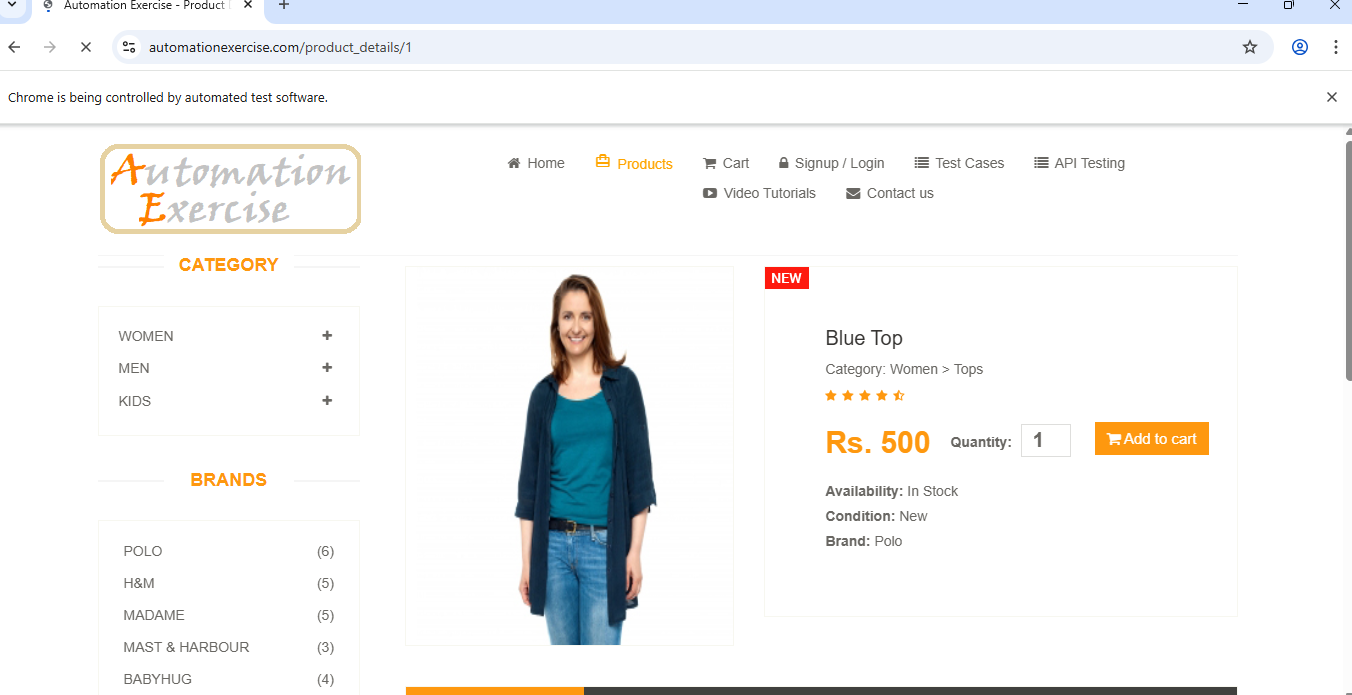 Automation Exercise - Product
automationexercise.com/product_details/1
Chrome is being controlled by automated test software.
Automation
Exercise
Home Products Cart Signup / Login Test Cases API Testing
Video Tutorials Contact us
CATEGORY
WOMEN
MEN
KIDS
BRANDS
POLO (6)
H&M (5)
MADAME (5)
MAST & HARBOUR (3)
BABYHUG (4)
NEW
Blue Top
Category: Women > Tops
Rs. 500 Quantity: 1 Add to cart
Availability: In Stock
Condition: New
Brand: Polo